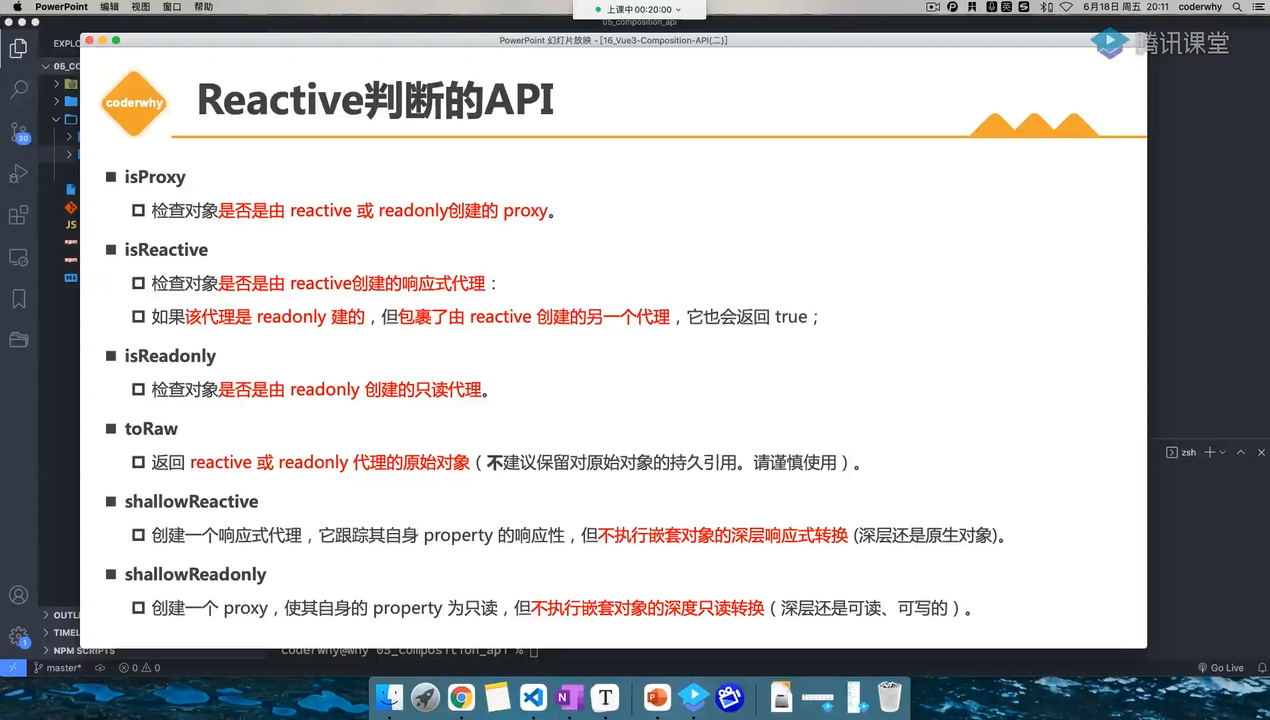 PowerPoint 编辑 视图 窗口 帮助
上课中00:20:00
6月18日 周五 20:11 coderwhy
05_composition_api
PowerPoint 幻灯片放映 - [16_Vue3-Composition-API(二)]
腾讯课堂
EXPLO
06_CO
coderwhy
Reactive判断的API
isProxy
检查对象是否是由 reactive 或 readonly创建的 proxy。
isReactive
检查对象是否是由 reactive创建的响应式代理：
如果该代理是 readonly 建的，但包裹了由 reactive 创建的另一个代理，它也会返回 true；
isReadonly
检查对象是否是由 readonly 创建的只读代理。
toRaw
返回 reactive 或 readonly 代理的原始对象（不建议保留对原始对象的持久引用。请谨慎使用）。
shallowReactive
创建一个响应式代理，它跟踪其自身 property 的响应性，但不执行嵌套对象的深层响应式转换 (深层还是原生对象)。
shallowReadonly
创建一个 proxy，使其自身的 property 为只读，但不执行嵌套对象的深度只读转换（深层还是可读、可写的）。
20
JS
zsh
OUTLI
TIMEL
NPM SCRIPTS
1
coderwhy@why 05_composition_api %
master*
0
0
Go Live